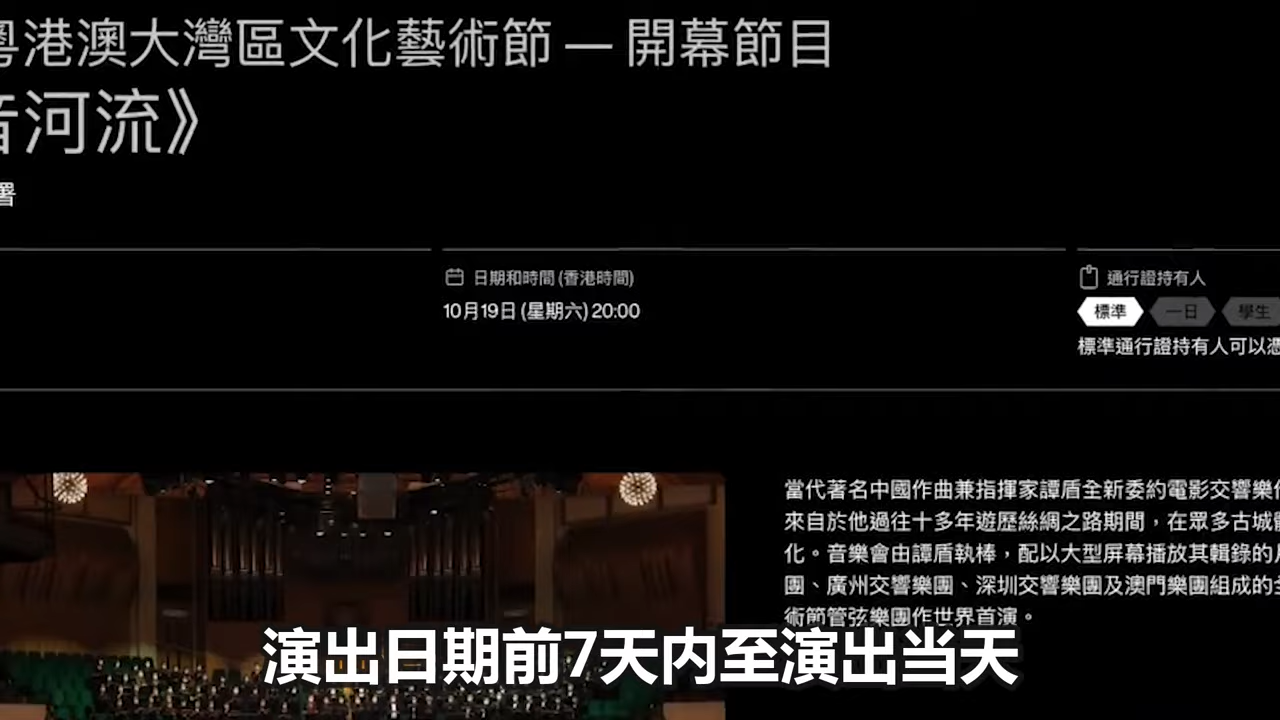 粵港澳大灣區文化藝術節 — 開幕節目
音河流》
署
日期和時間 (香港時間)
10月19日 (星期六) 20:00
通行證持有人
標準
一日
學生
標準通行證持有人可以憑
當代著名中國作曲兼指揮家譚盾全新委約電影交響樂作
來自於他過往十多年遊歷絲綢之路期間，在眾多古城
化。音樂會由譚盾執棒，配以大型屏幕播放其輯錄的
團、廣州交響樂團、深圳交響樂團及澳門樂團組成的
術節管弦樂團作世界首演。
演出日期前7天内至演出当天